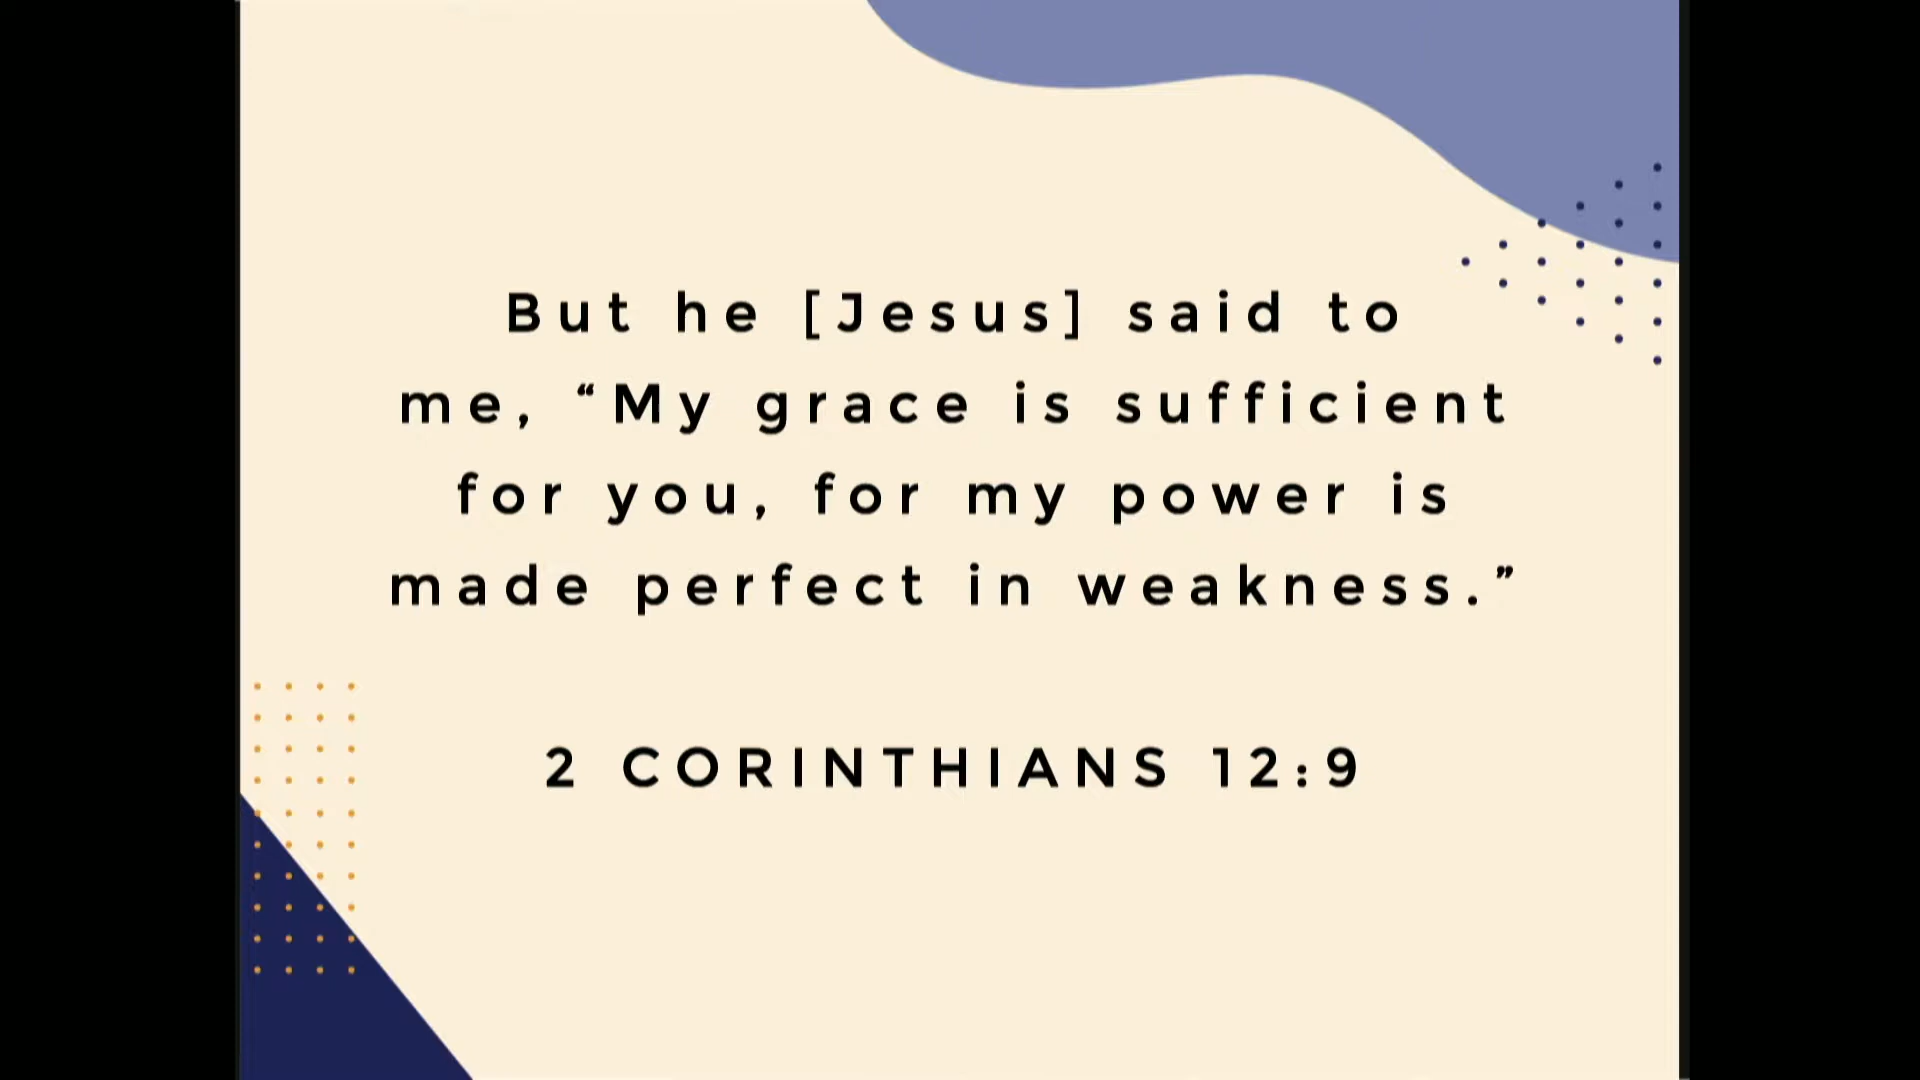 But he [Jesus] said to
me, “My grace is sufficient
for you, for my power is
made perfect in weakness.”
2 CORINTHIANS 12:9